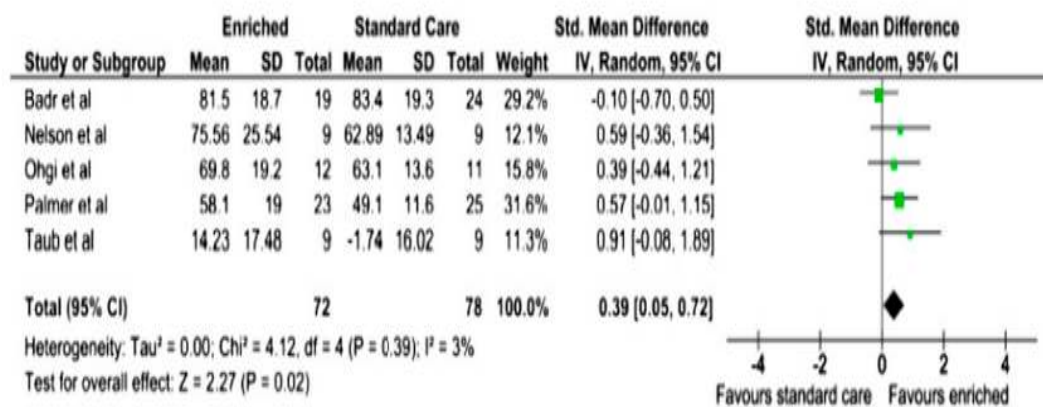 Enriched Standard Care Std. Mean Difference Std. Mean Difference
Study or Subgroup Mean SD Total Mean SD Total Weight IV, Random, 95% CI IV, Random, 95% CI
Badr et al 81.5 18.7 19 83.4 19.3 24 29.2% -0.10 [-0.70, 0.50]
Nelson et al 75.56 25.54 9 62.89 13.49 9 12.1% 0.59 [-0.36, 1.54]
Ohgi et al 69.8 19.2 12 63.1 13.6 11 15.8% 0.39 [-0.44, 1.21]
Palmer et al 58.1 19 23 49.1 11.6 25 31.6% 0.57 [-0.01, 1.15]
Taub et al 14.23 17.48 9 -1.74 16.02 9 11.3% 0.91 [-0.08, 1.89]
Total (95% CI) 72 78 100.0% 0.39 [0.05, 0.72]
Heterogeneity: Tau² = 0.00; Chi² = 4.12, df = 4 (P = 0.39); I² = 3%
Test for overall effect: Z = 2.27 (P = 0.02)
-4 -2 0 2 4
Favours standard care Favours enriched